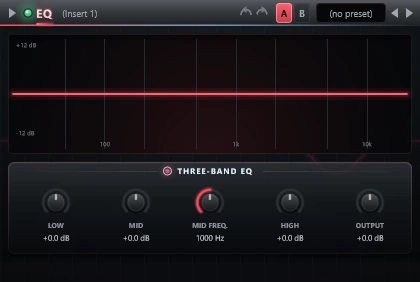 EQ (Insert 1) A B (no preset)
+12 dB
-12 dB
100 1k 10k
THREE-BAND EQ
LOW MID MID FREQ. HIGH OUTPUT
+0.0 dB +0.0 dB 1000 Hz +0.0 dB +0.0 dB